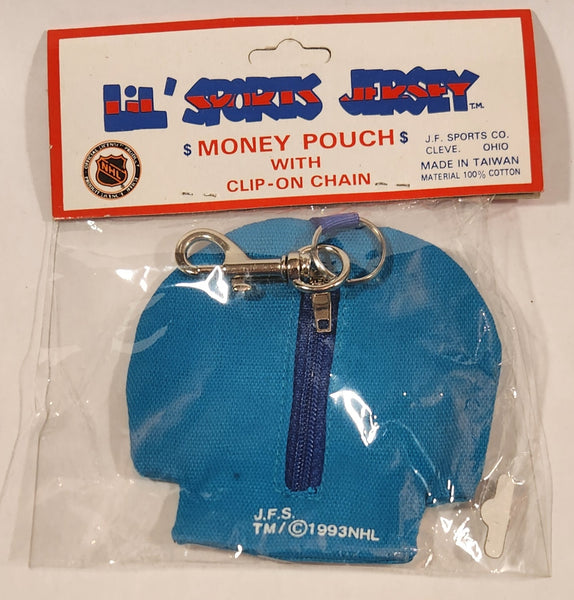 LiL' SPORTS JERSEY T.M.
$ MONEY POUCH $
WITH
CLIP-ON CHAIN
J.F. SPORTS CO.
CLEVE. OHIO
MADE IN TAIWAN
MATERIAL 100% COTTON
NHL
J.F.S.
TM/©1993NHL